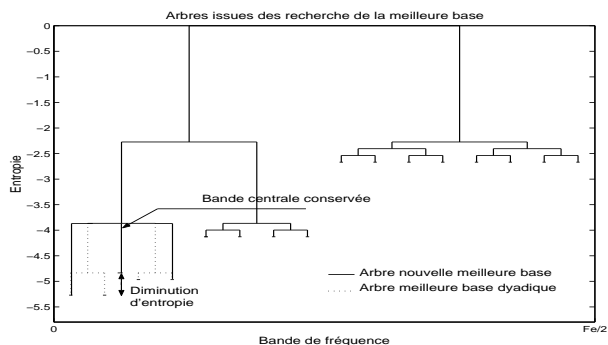 Arbres issues des recherche de la meilleure base
0
−0.5
−1
−1.5
−2
−2.5
−3
−3.5
−4
−4.5
−5
−5.5
Entropie
Bande centrale conservée
Arbre nouvelle meilleure base
Arbre meilleure base dyadique
Diminution
d'entropie
0
Fe/2
Bande de fréquence